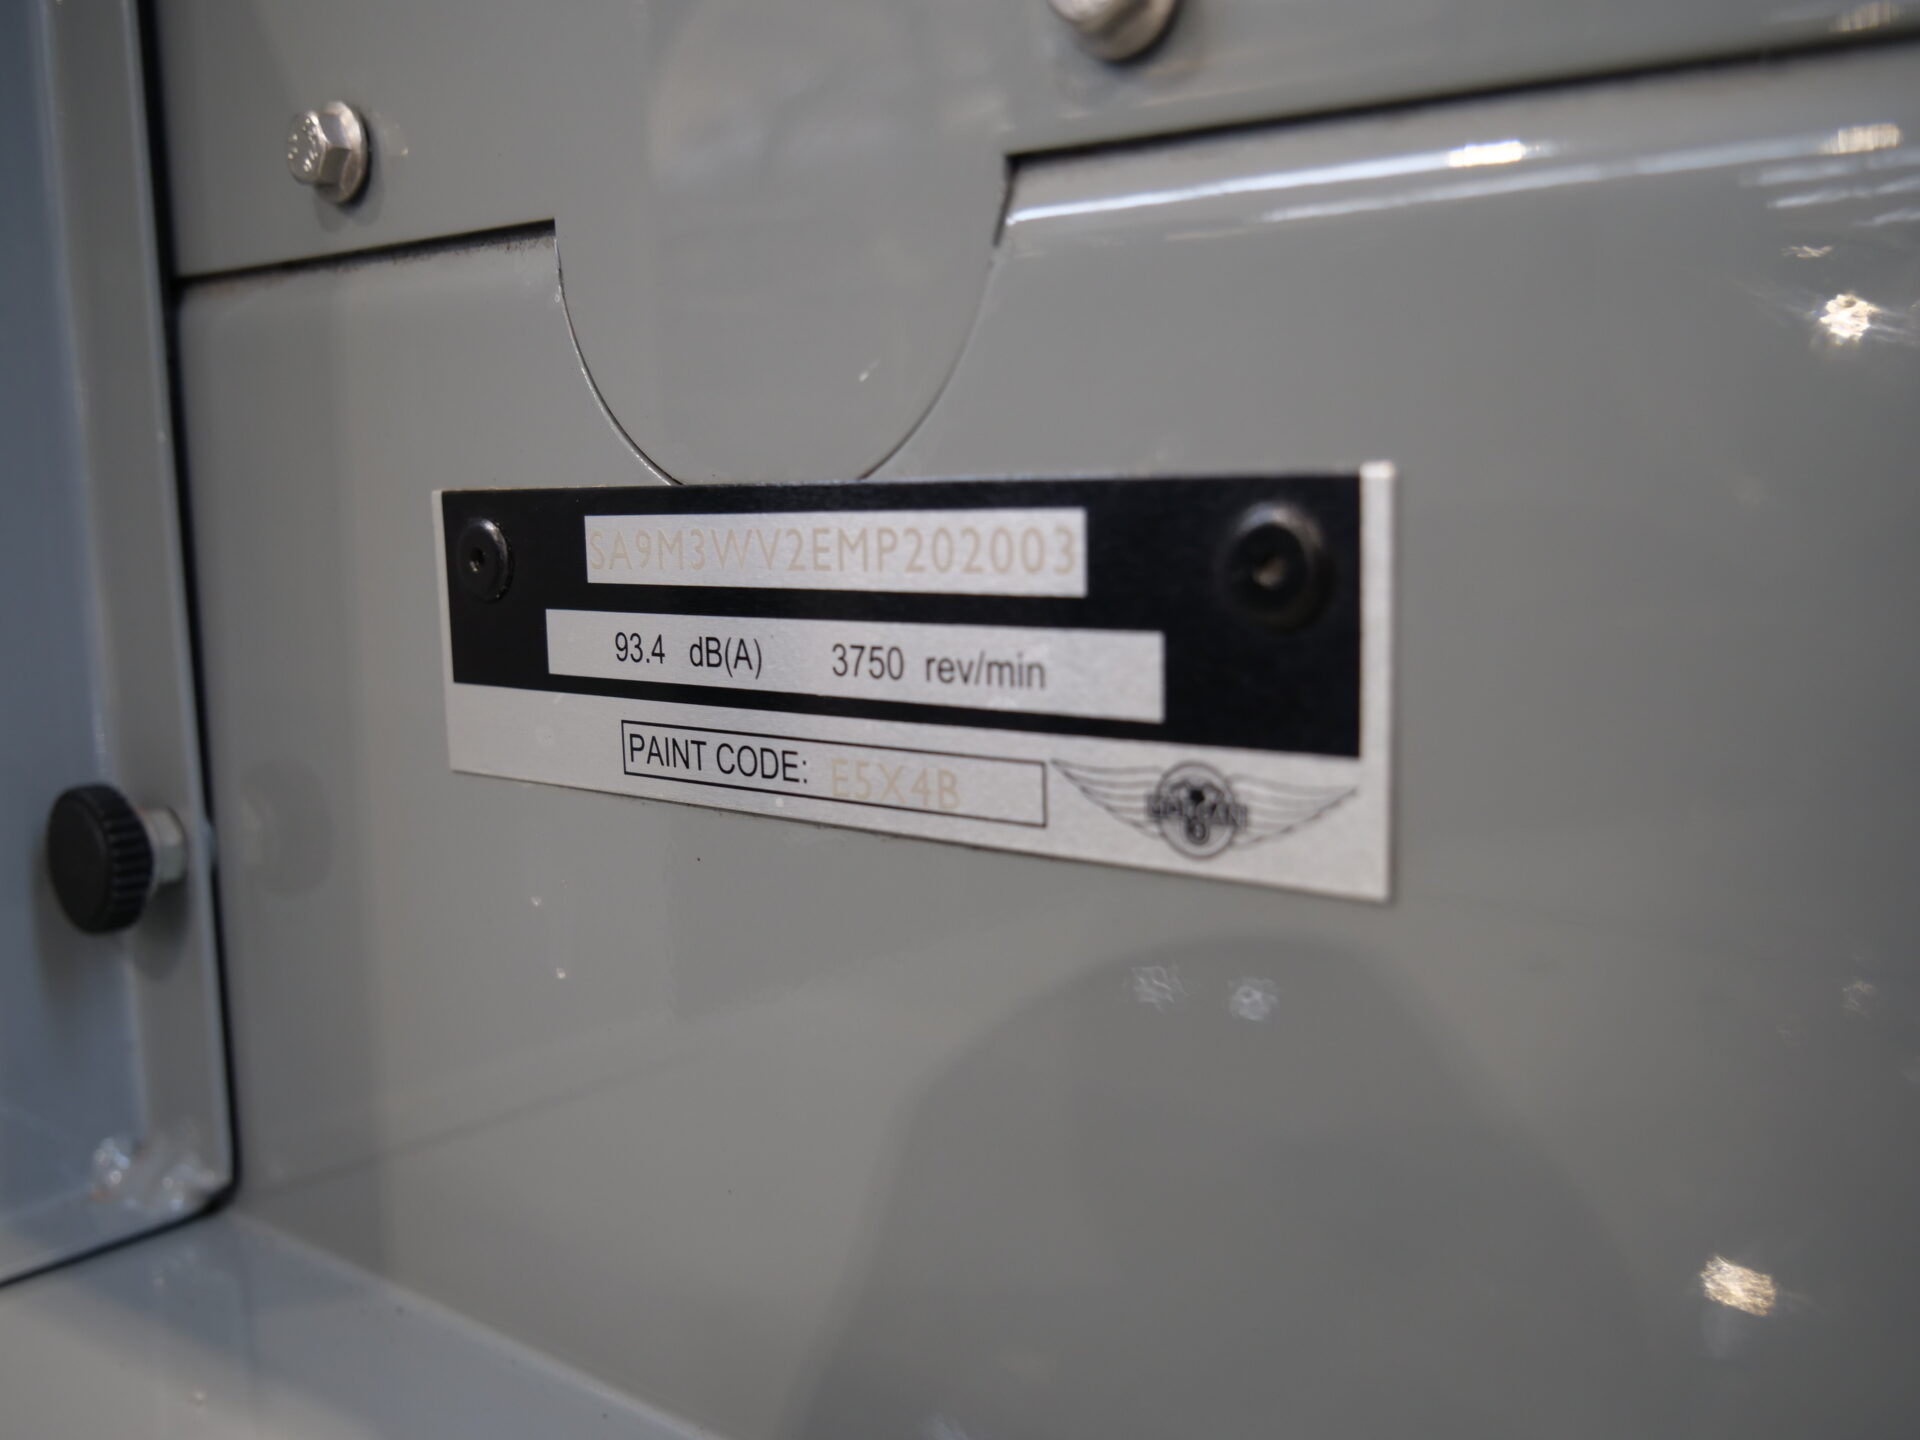 SA9M3WV2EMP202003
93.4 dB(A) 3750 rev/min
PAINT CODE: E5X4B